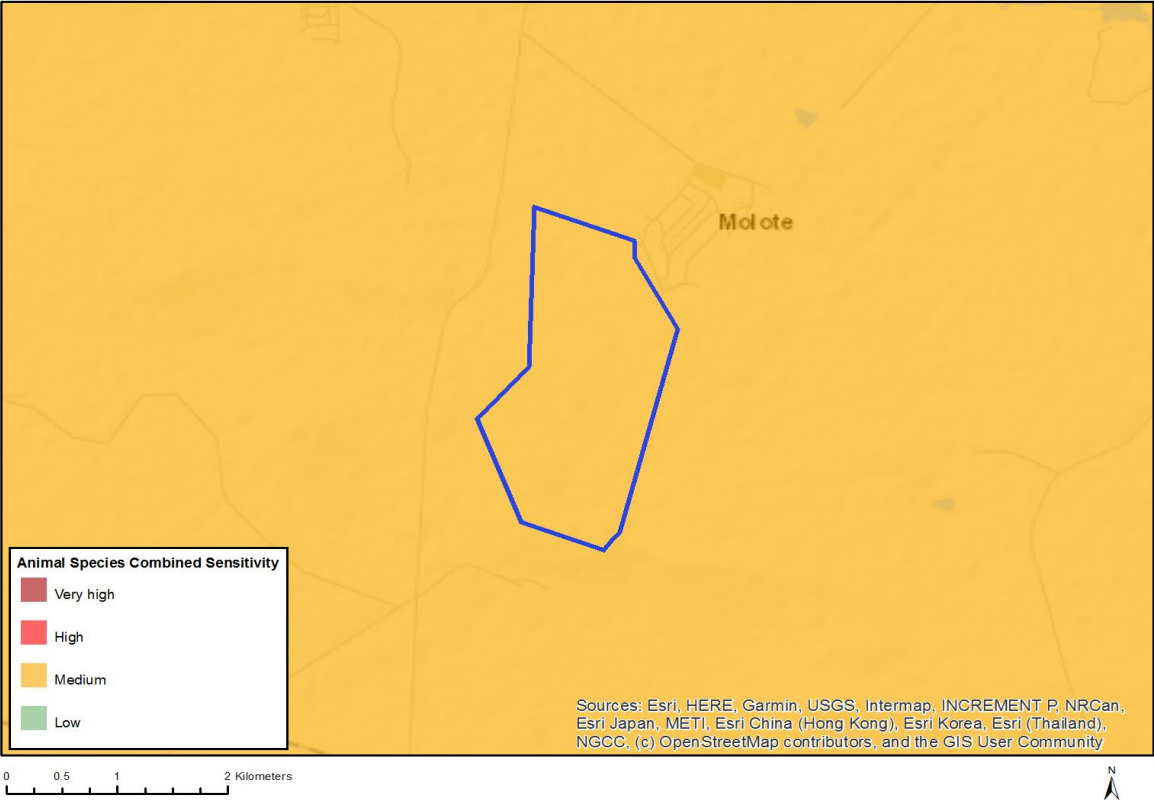 Molote
Animal Species Combined Sensitivity
Very high
High
Medium
Low
Sources: Esri, HERE, Garmin, USGS, Intermap, INCREMENT P, NRCan,
Esri Japan, METI, Esri China (Hong Kong), Esri Korea, Esri (Thailand),
NGCC, (c) OpenStreetMap contributors, and the GIS User Community
0 0.5 1 2 Kilometers
N